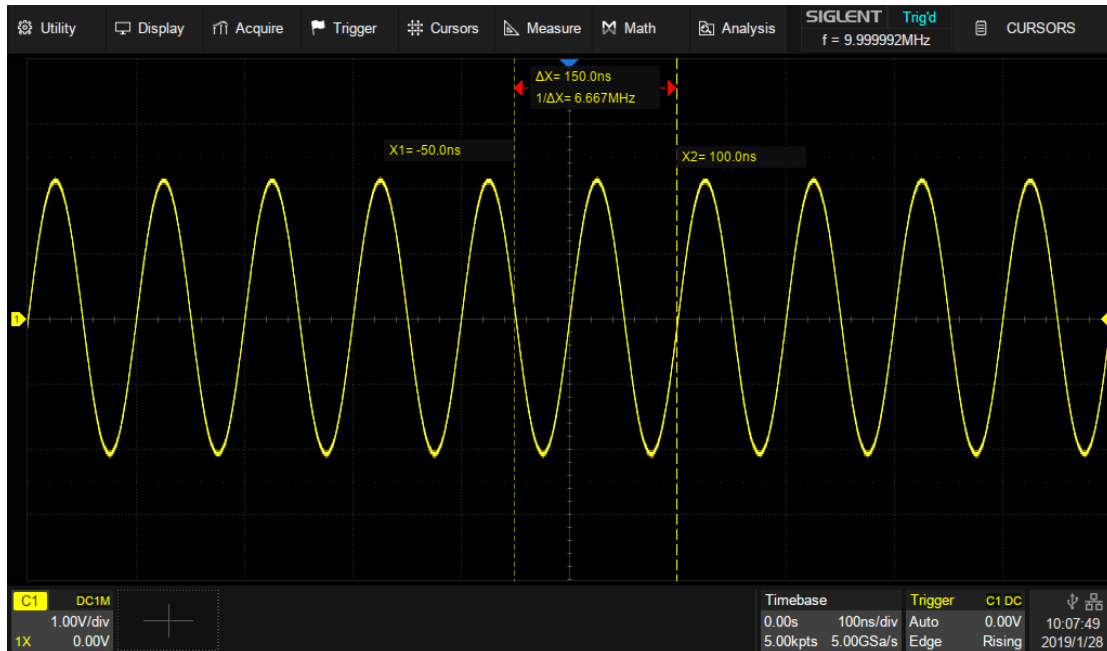 Utility Display Acquire Trigger Cursors Measure Math Analysis SIGLENT Trig'd CURSORS
f = 9.999992MHz
ΔX= 150.0ns
1/ΔX= 6.667MHz
X1= -50.0ns
X2= 100.0ns
1
C1 DC1M
1.00V/div
1X 0.00V
Timebase
0.00s 100ns/div
5.00kpts 5.00GSa/s
Trigger C1 DC
Auto 0.00V
Edge Rising
10:07:49
2019/1/28